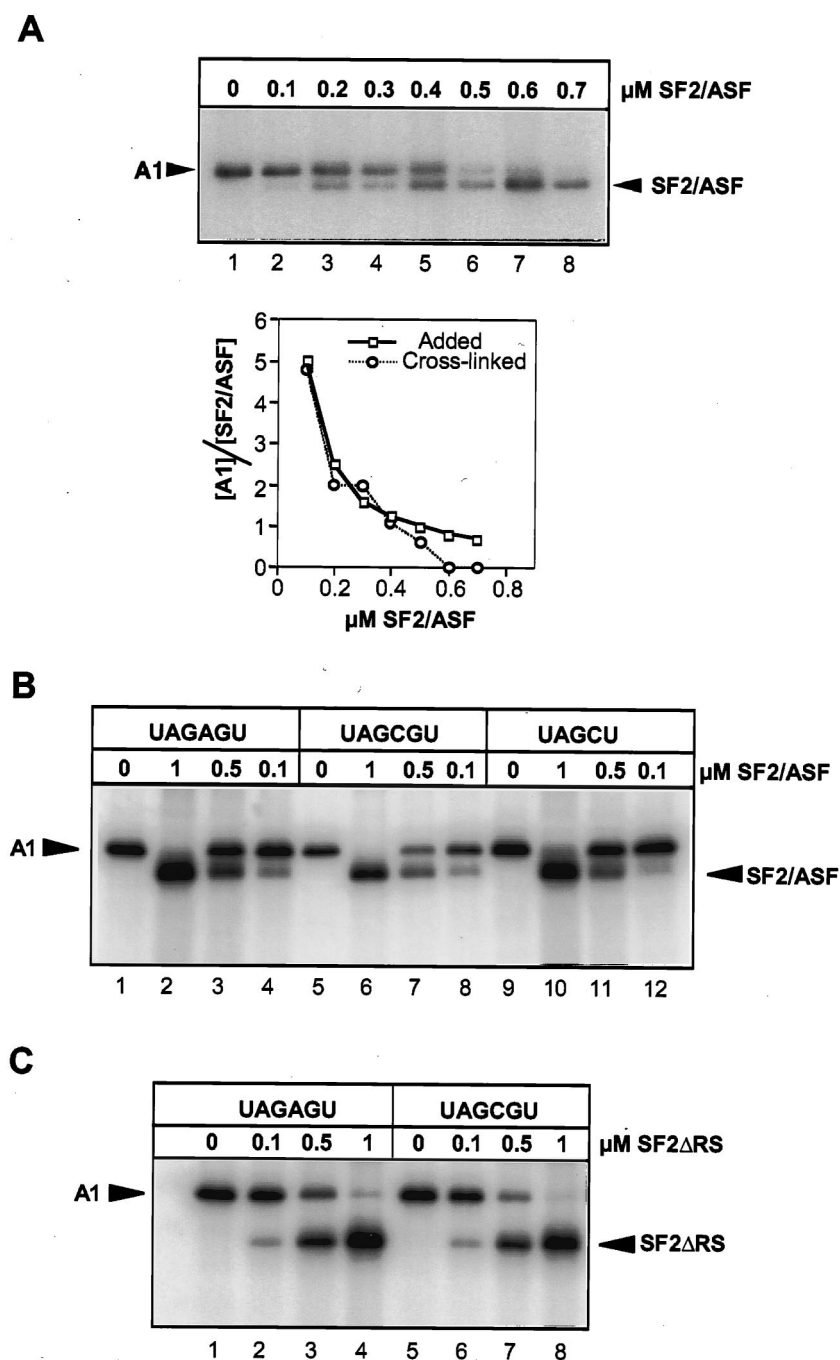 A
0 0.1 0.2 0.3 0.4 0.5 0.6 0.7 µM SF2/ASF
A1
SF2/ASF
1 2 3 4 5 6 7 8
6
5
4
3
2
1
0
[A1]/[SF2/ASF]
Added
Cross-linked
0 0.2 0.4 0.6 0.8
µM SF2/ASF
B
UAGAGU UAGCGU UAGCU
0 1 0.5 0.1 0 1 0.5 0.1 0 1 0.5 0.1 µM SF2/ASF
A1
SF2/ASF
1 2 3 4 5 6 7 8 9 10 11 12
C
UAGAGU UAGCGU
0 0.1 0.5 1 0 0.1 0.5 1 µM SF2ΔRS
A1
SF2ΔRS
1 2 3 4 5 6 7 8